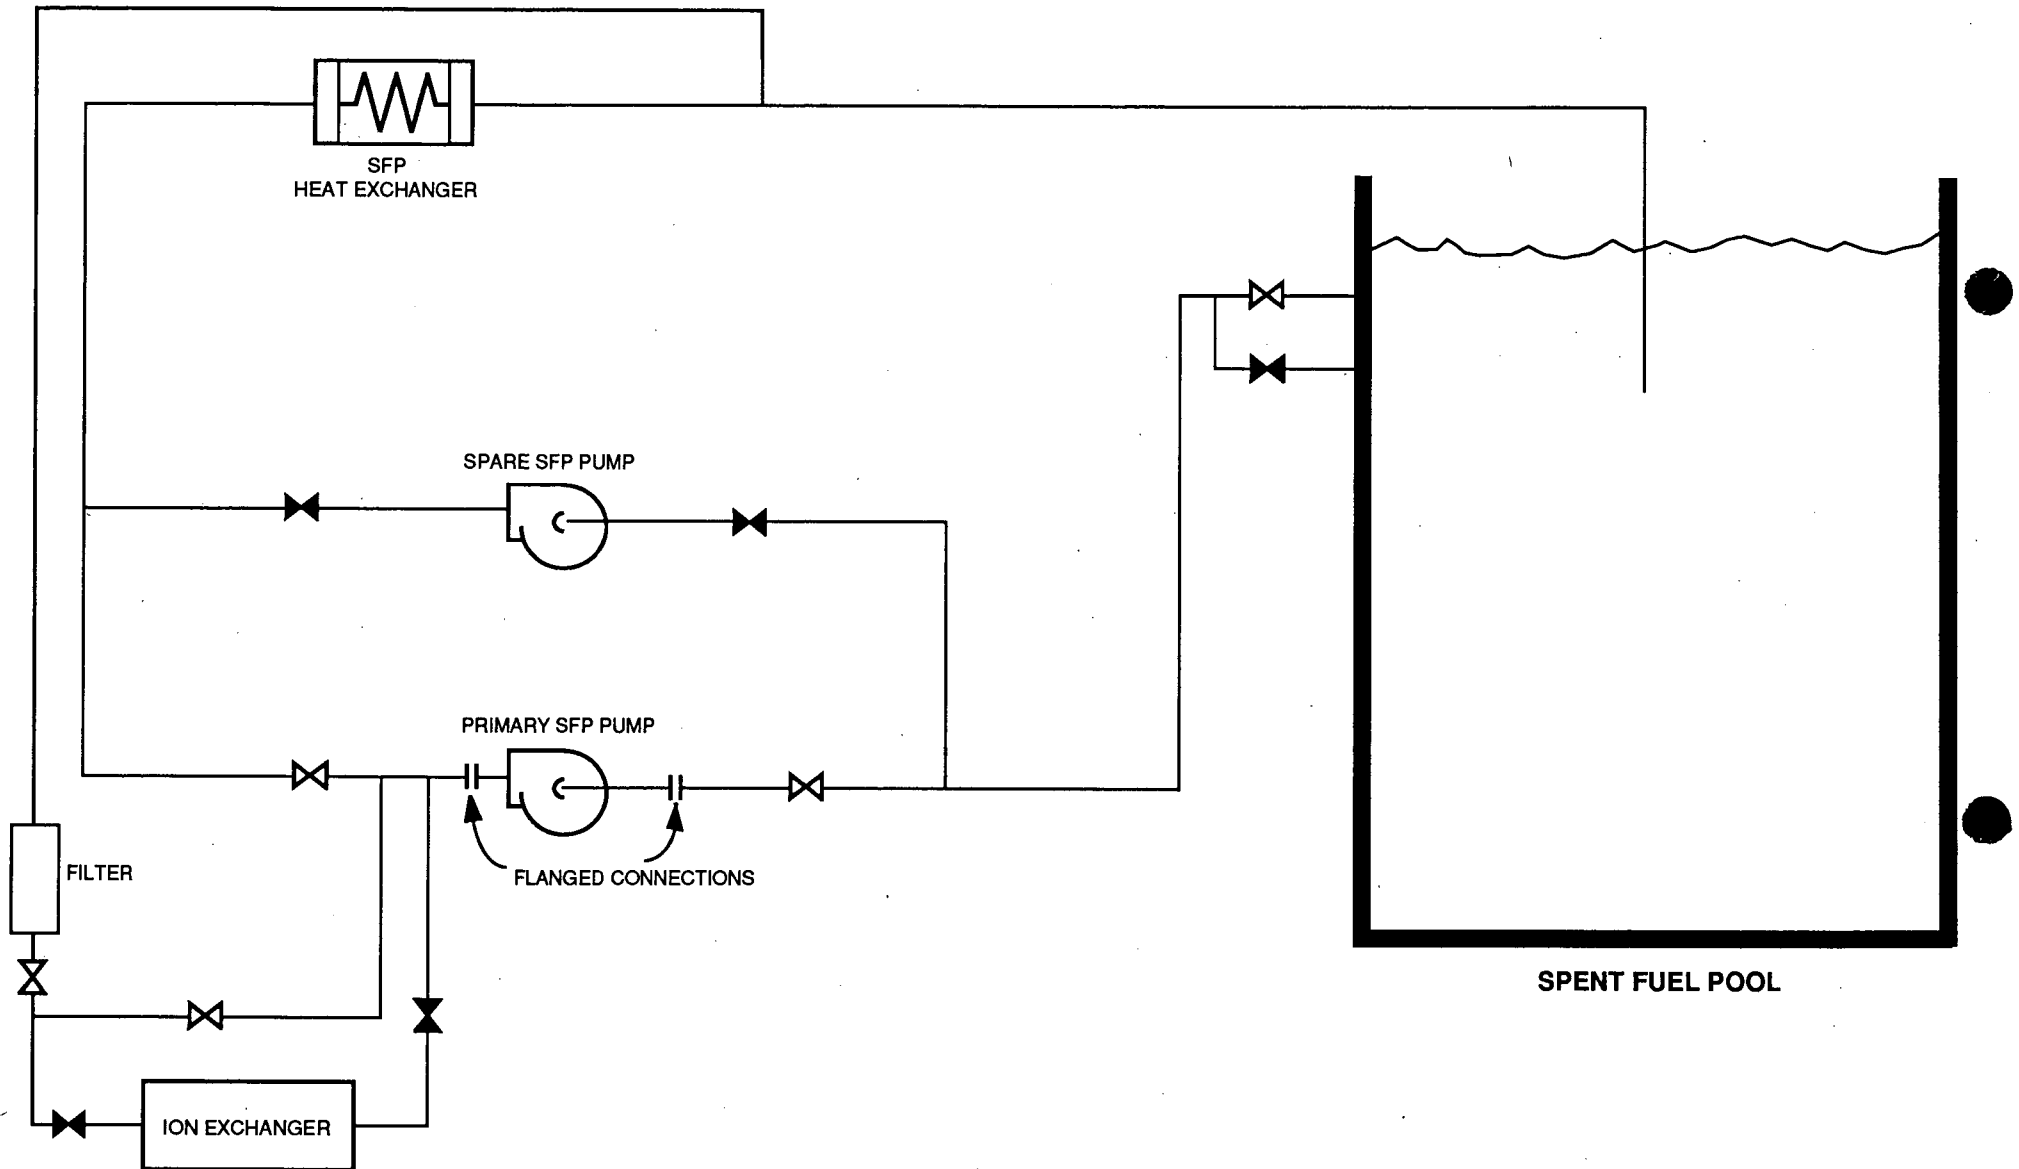 SFP
HEAT EXCHANGER
SPARE SFP PUMP
PRIMARY SFP PUMP
FILTER
FLANGED CONNECTIONS
SPENT FUEL POOL
ION EXCHANGER